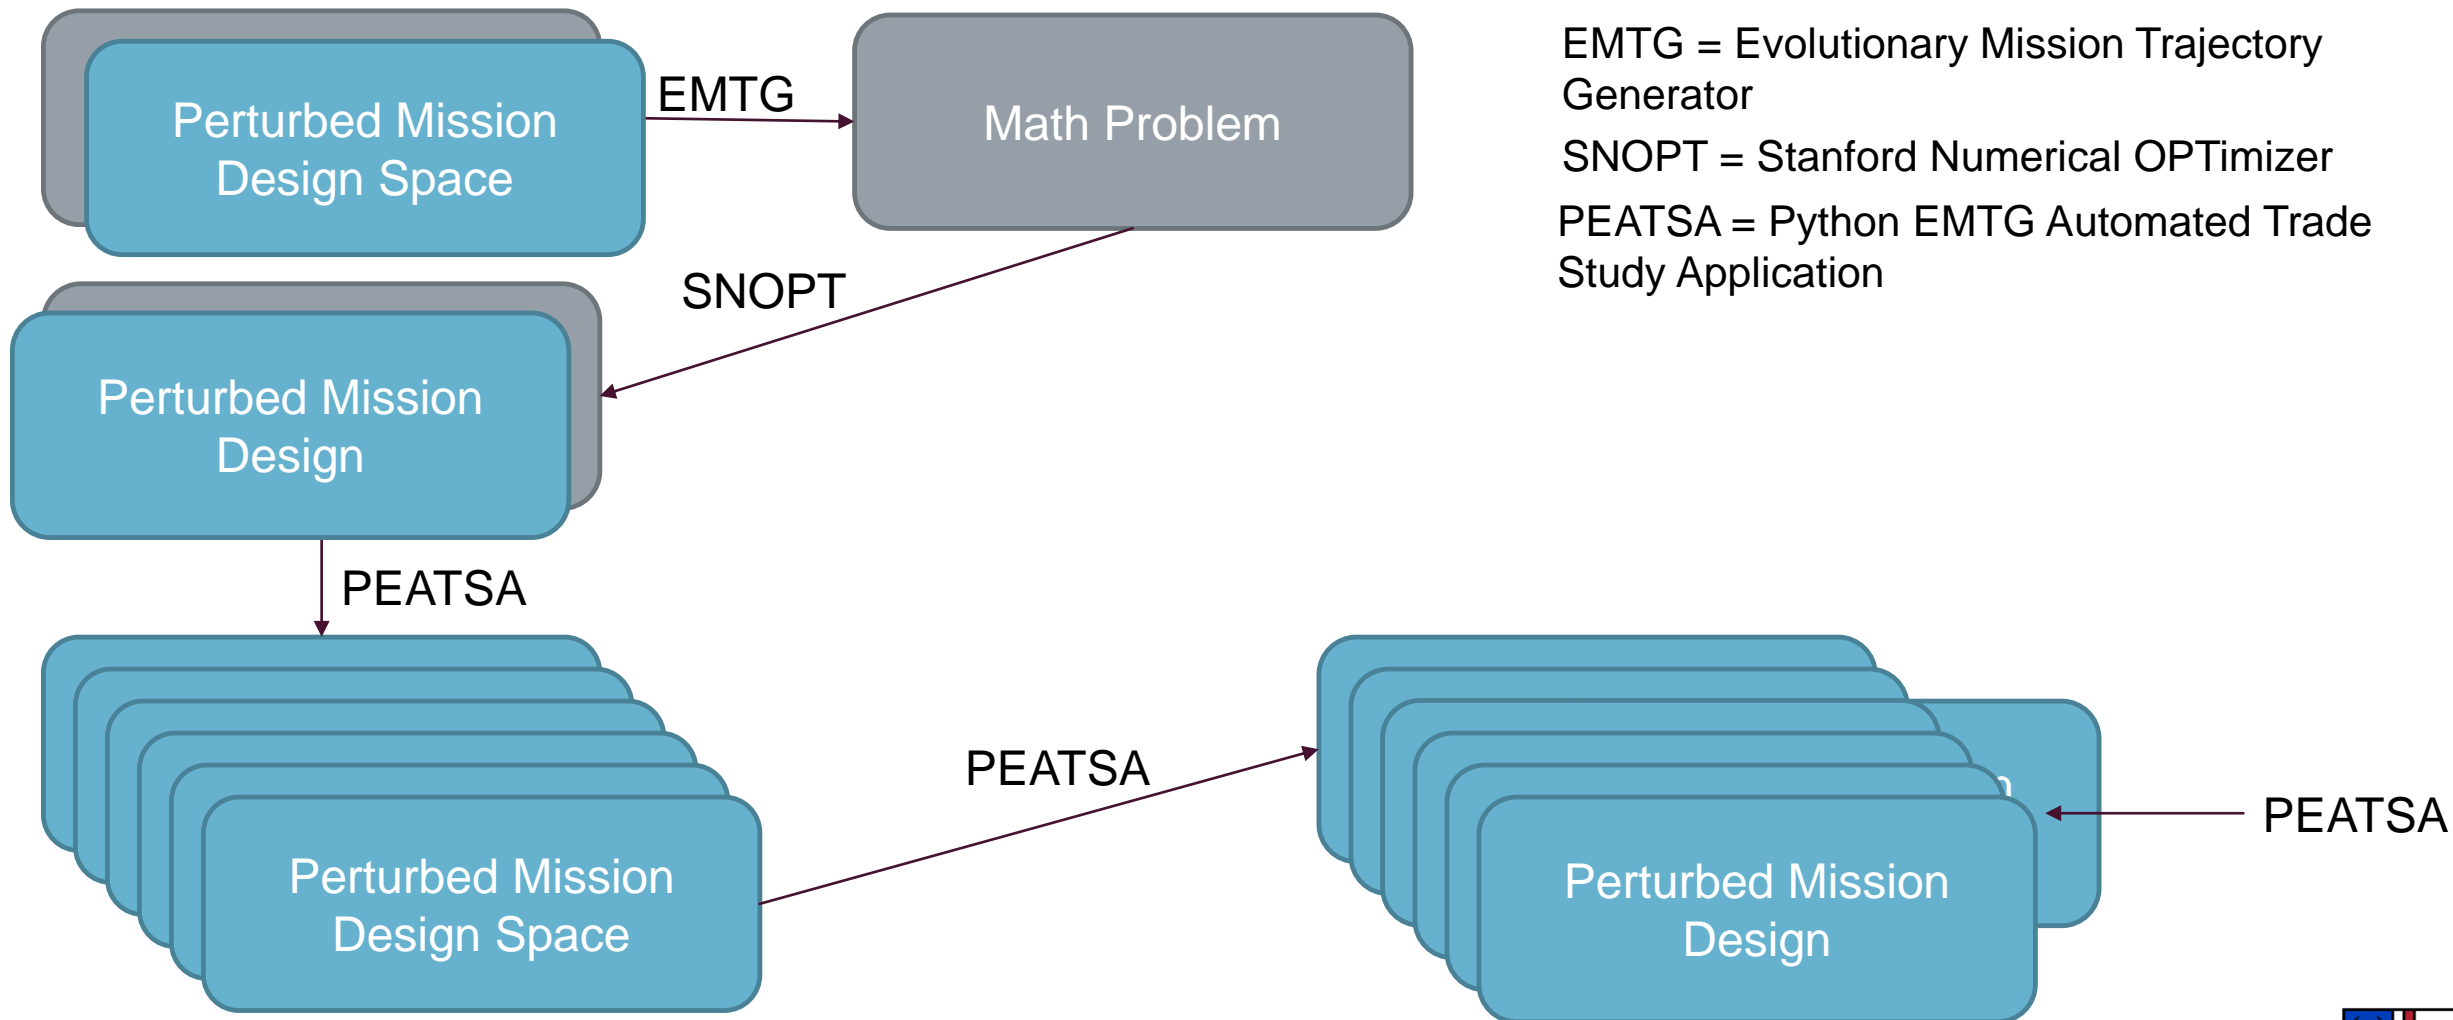 Perturbed Mission
Design Space
EMTG
Math Problem
EMTG = Evolutionary Mission Trajectory
Generator
SNOPT = Stanford Numerical OPTimizer
PEATSA = Python EMTG Automated Trade
Study Application
SNOPT
Perturbed Mission
Design
PEATSA
Perturbed Mission
Design Space
PEATSA
Perturbed Mission
Design
PEATSA